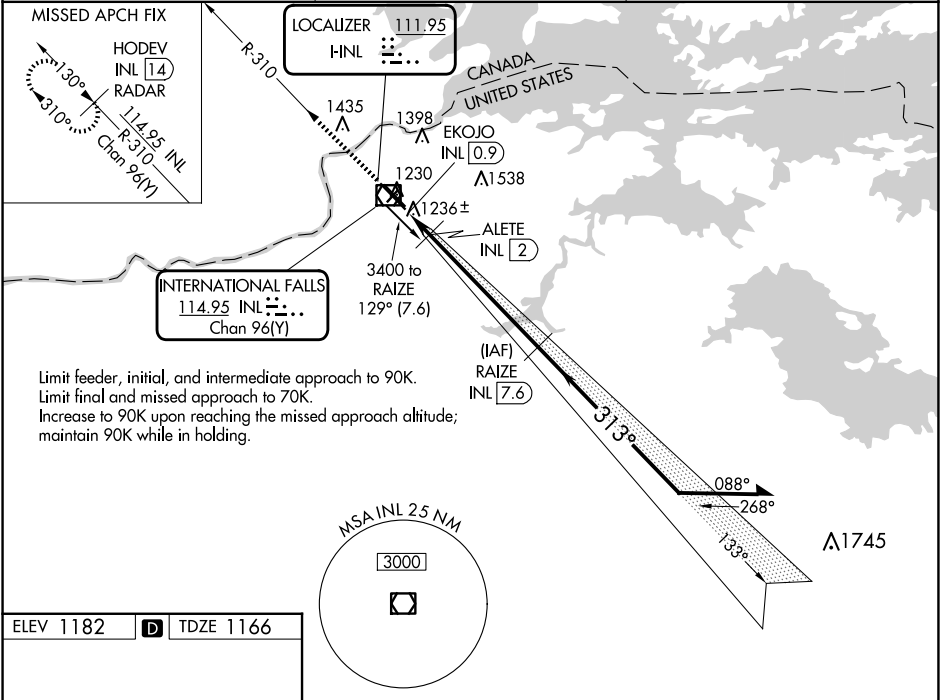 MISSED APCH FIX
HODEV
INL 14
RADAR
130°
310°
114.95 INL
R-310
Chan 96(Y)
R-310
LOCALIZER 111.95
I-INL
CANADA
UNITED STATES
1435
1398
EKOJO
INL 0.9
1538
1230
1236±
ALETE
INL 2
3400 to
RAIZE
129° (7.6)
INTERNATIONAL FALLS
114.95 INL
Chan 96(Y)
(IAF)
RAIZE
INL 7.6
Limit feeder, initial, and intermediate approach to 90K.
Limit final and missed approach to 70K.
Increase to 90K upon reaching the missed approach altitude;
maintain 90K while in holding.
313°
088°
268°
133°
1745
MSA INL 25 NM
3000
ELEV 1182 D TDZE 1166